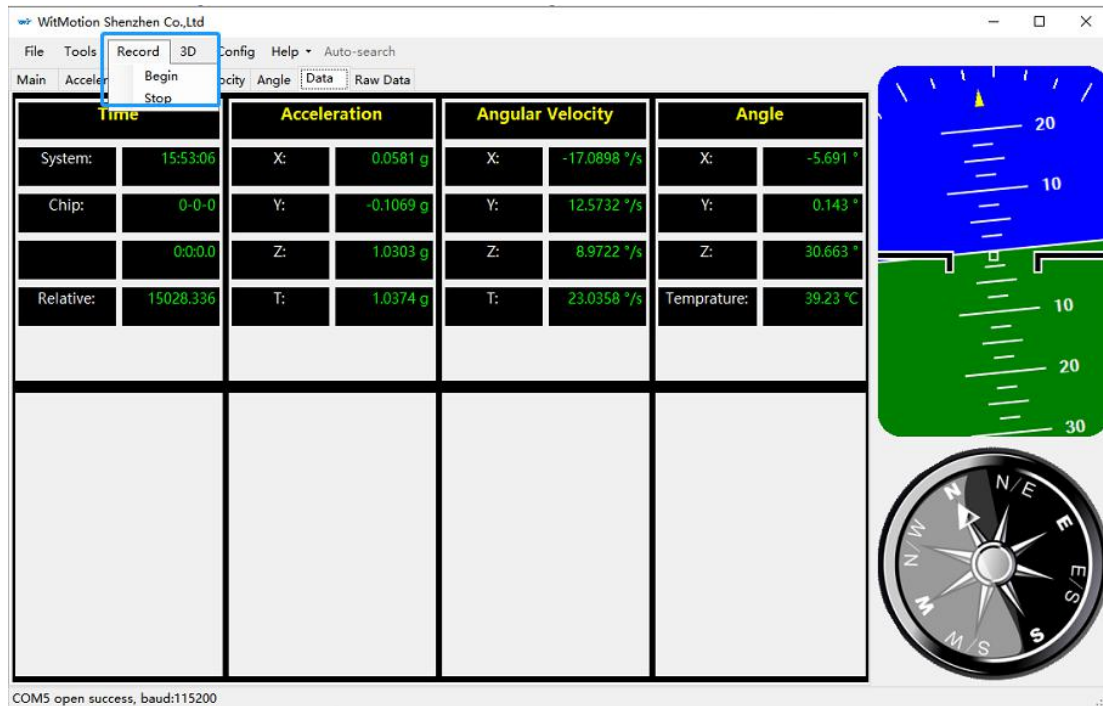 WitMotion Shenzhen Co.,Ltd
File Tools Record 3D Config Help Auto-search
Begin
Stop
Main Angle Data Raw Data
Time Acceleration Angular Velocity Angle
System: 15:53:06 X: 0.0581 g X: -17.0898 °/s X: -5.691 °
Chip: 0-0-0 Y: -0.1069 g Y: 12.5732 °/s Y: 0.143 °
0:0:0.0 Z: 1.0303 g Z: 8.9722 °/s Z: 30.663 °
Relative: 15028.336 T: 1.0374 g T: 23.0358 °/s Temprature: 39.23 °C
20
10
10
20
30
N N/E E E/S S S/W W N/W
COM5 open success, baud:115200